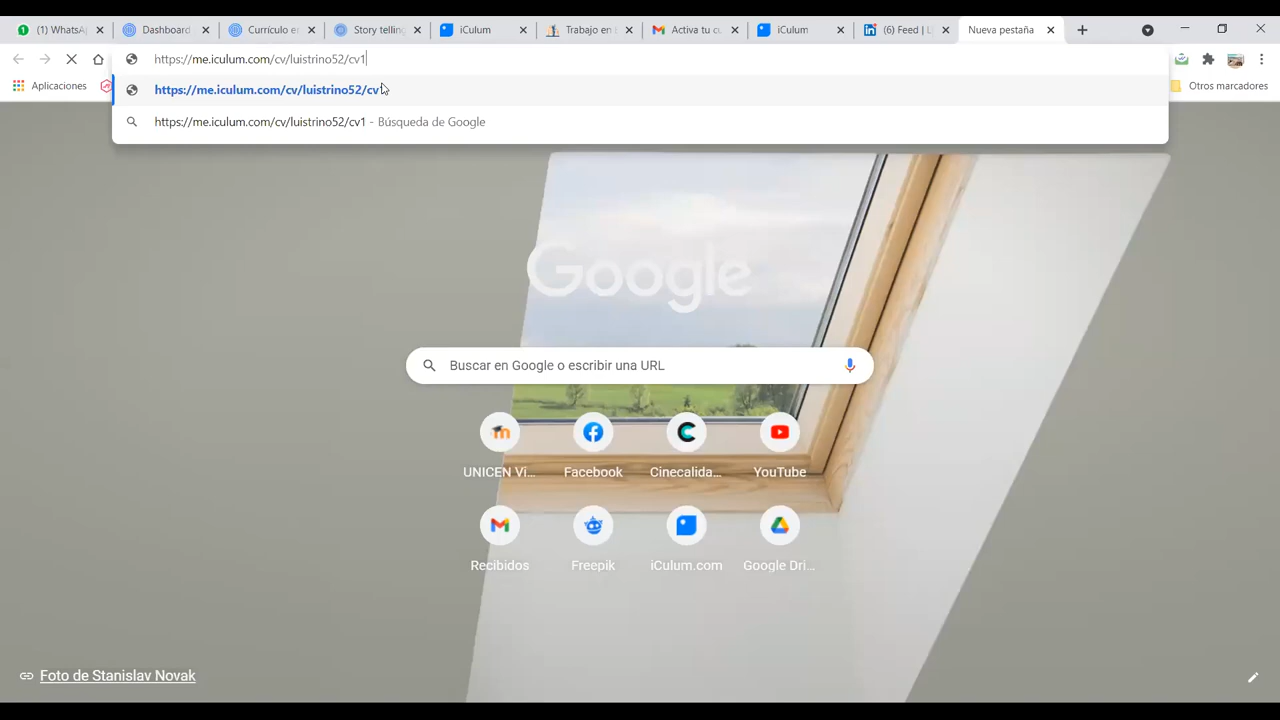 (1) WhatsA
Dashboard
Currículo e
Story telling
iCulum
Trabajo en
Activa tu c
iCulum
(6) Feed | L
Nueva pestaña
https://me.iculum.com/cv/luistrino52/cv1
Aplicaciones
Otros marcadores
https://me.iculum.com/cv/luistrino52/cv1
https://me.iculum.com/cv/luistrino52/cv1 - Búsqueda de Google
Google
Buscar en Google o escribir una URL
UNICEN Vi...
Facebook
Cinecalida...
YouTube
Recibidos
Freepik
iCulum.com
Google Dri...
Foto de Stanislav Novak